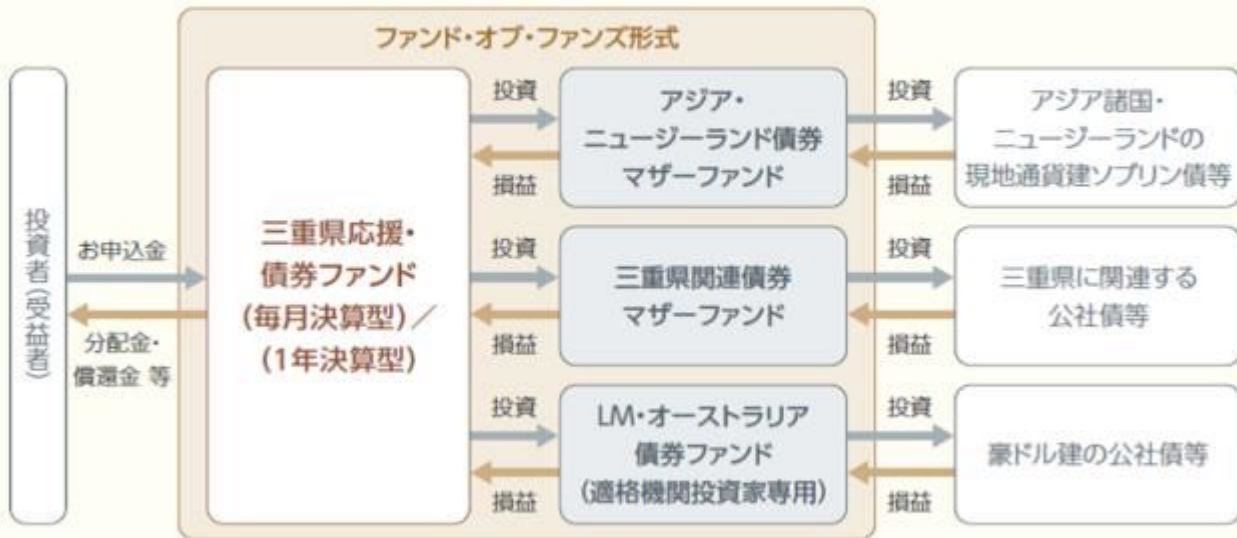 ファンド・オブ・ファンズ形式
投資者(受益者)
お申込金
分配金・
償還金 等
三重県応援・
債券ファンド
(毎月決算型)/
(1年決算型)
投資
損益
アジア・
ニュージーランド債券
マザーファンド
投資
損益
アジア諸国・
ニュージーランドの
現地通貨建ソブリン債等
投資
損益
三重県関連債券
マザーファンド
投資
損益
三重県に関連する
公社債等
投資
損益
LM・オーストラリア
債券ファンド
(適格機関投資家専用)
投資
損益
豪ドル建の公社債等